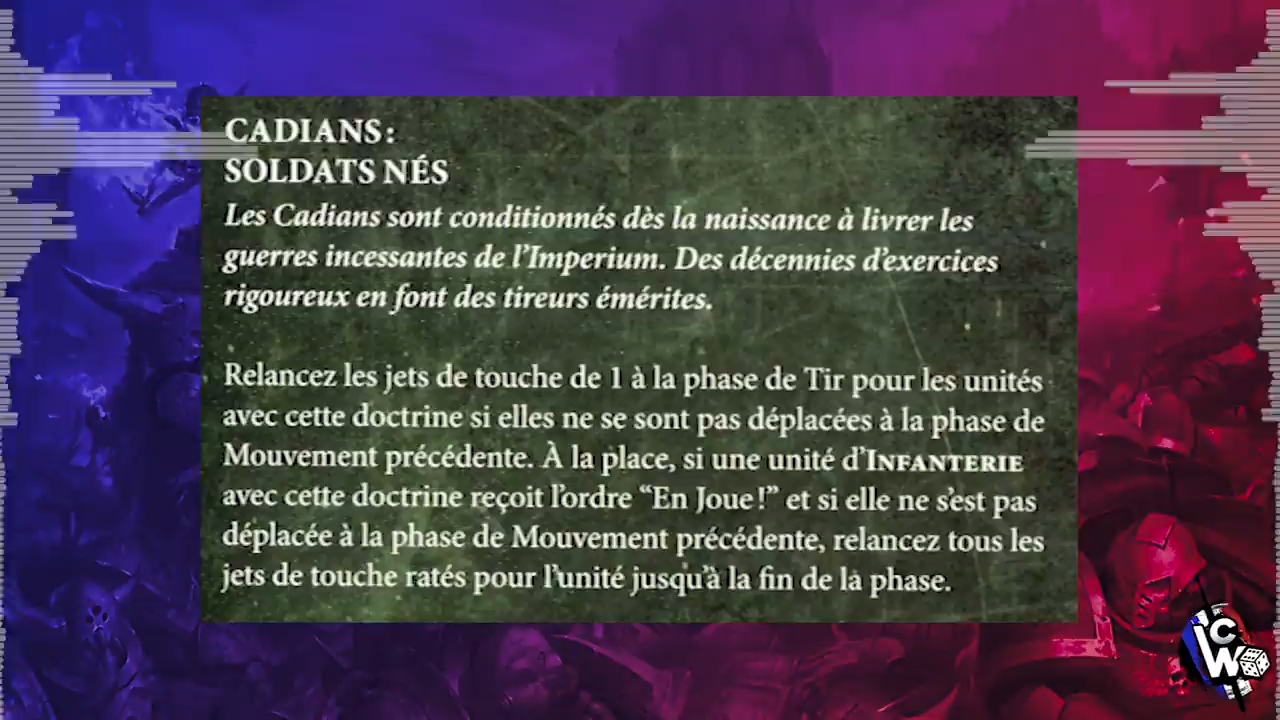 CADIANS :
SOLDATS NÉS
Les Cadians sont conditionnés dès la naissance à livrer les
guerres incessantes de l'Imperium. Des décennies d'exercices
rigoureux en font des tireurs émérites.
Relancez les jets de touche de 1 à la phase de Tir pour les unités
avec cette doctrine si elles ne se sont pas déplacées à la phase de
Mouvement précédente. À la place, si une unité d'INFANTERIE
avec cette doctrine reçoit l'ordre “En Joue !” et si elle ne s'est pas
déplacée à la phase de Mouvement précédente, relancez tous les
jets de touche ratés pour l'unité jusqu'à la fin de la phase.